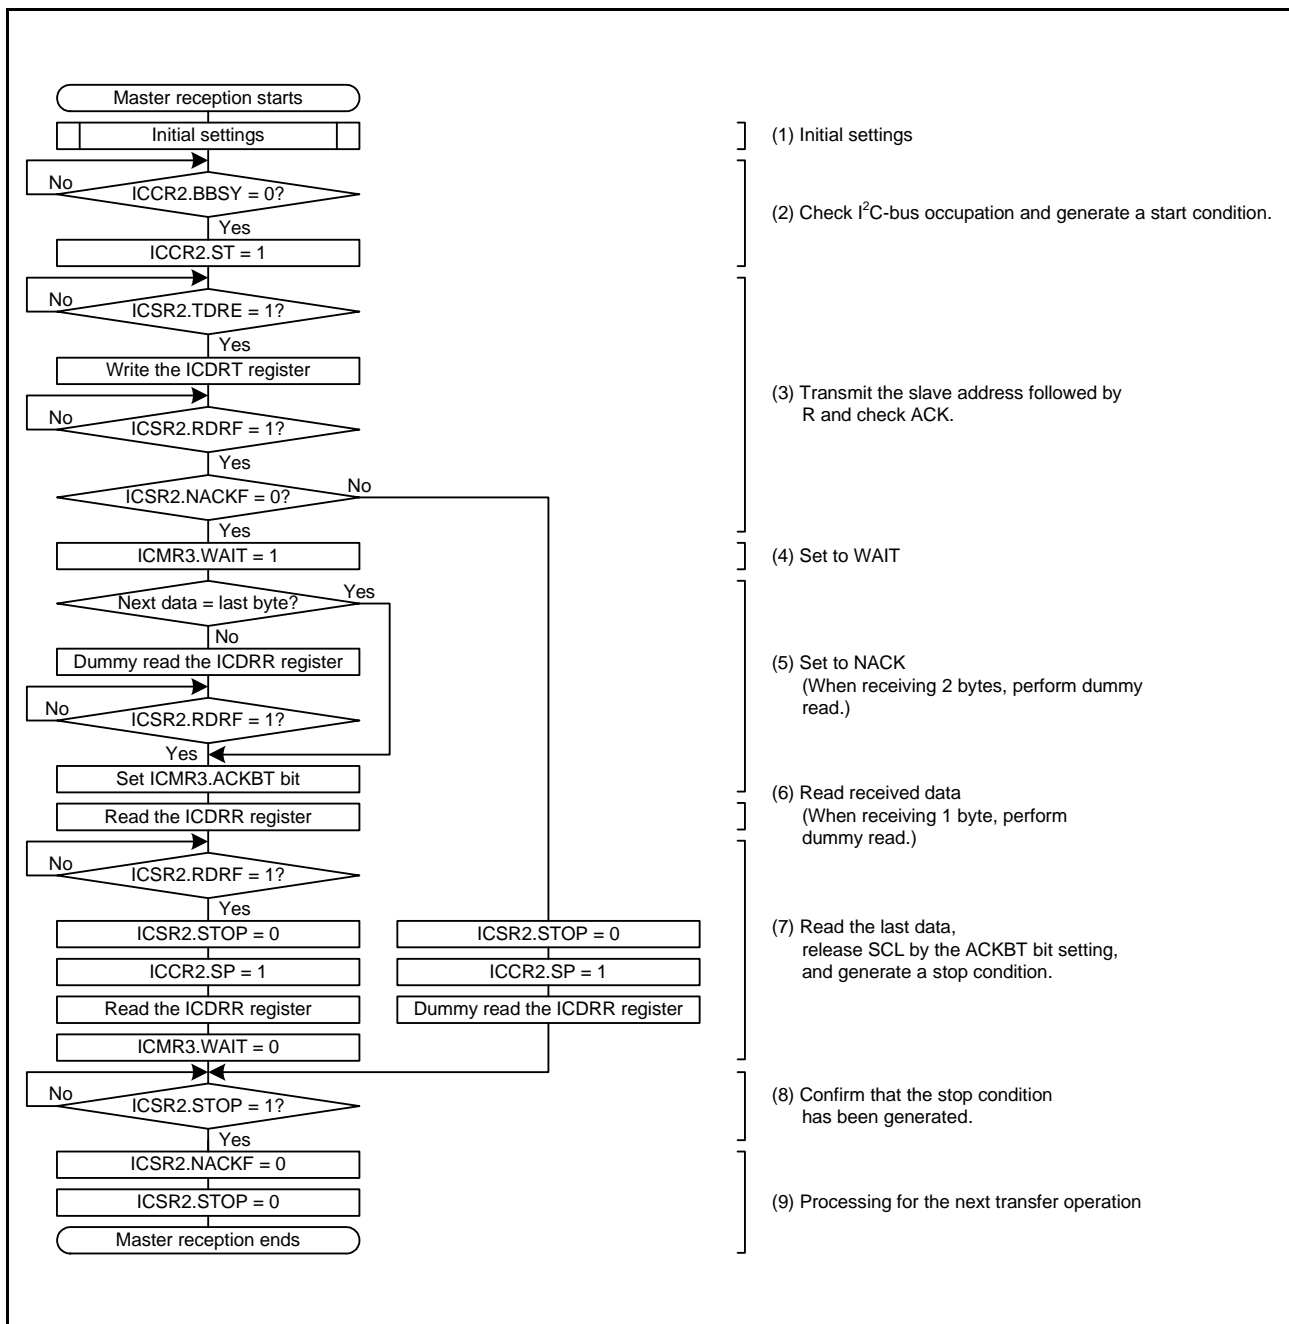 Master reception starts
Initial settings
(1) Initial settings
No
ICCR2.BBSY = 0?
(2) Check I²C-bus occupation and generate a start condition.
Yes
ICCR2.ST = 1
No
ICSR2.TDRE = 1?
Yes
Write the ICDRT register
(3) Transmit the slave address followed by
R and check ACK.
No
ICSR2.RDRF = 1?
Yes
ICSR2.NACKF = 0?
No
Yes
ICMR3.WAIT = 1
(4) Set to WAIT
Next data = last byte?
Yes
No
Dummy read the ICDRR register
(5) Set to NACK
(When receiving 2 bytes, perform dummy
read.)
No
ICSR2.RDRF = 1?
Yes
Set ICMR3.ACKBT bit
(6) Read received data
(When receiving 1 byte, perform
dummy read.)
Read the ICDRR register
No
ICSR2.RDRF = 1?
Yes
ICSR2.STOP = 0
ICCR2.SP = 1
Read the ICDRR register
ICMR3.WAIT = 0
ICSR2.STOP = 0
ICCR2.SP = 1
Dummy read the ICDRR register
(7) Read the last data,
release SCL by the ACKBT bit setting,
and generate a stop condition.
No
ICSR2.STOP = 1?
(8) Confirm that the stop condition
has been generated.
Yes
ICSR2.NACKF = 0
ICSR2.STOP = 0
(9) Processing for the next transfer operation
Master reception ends